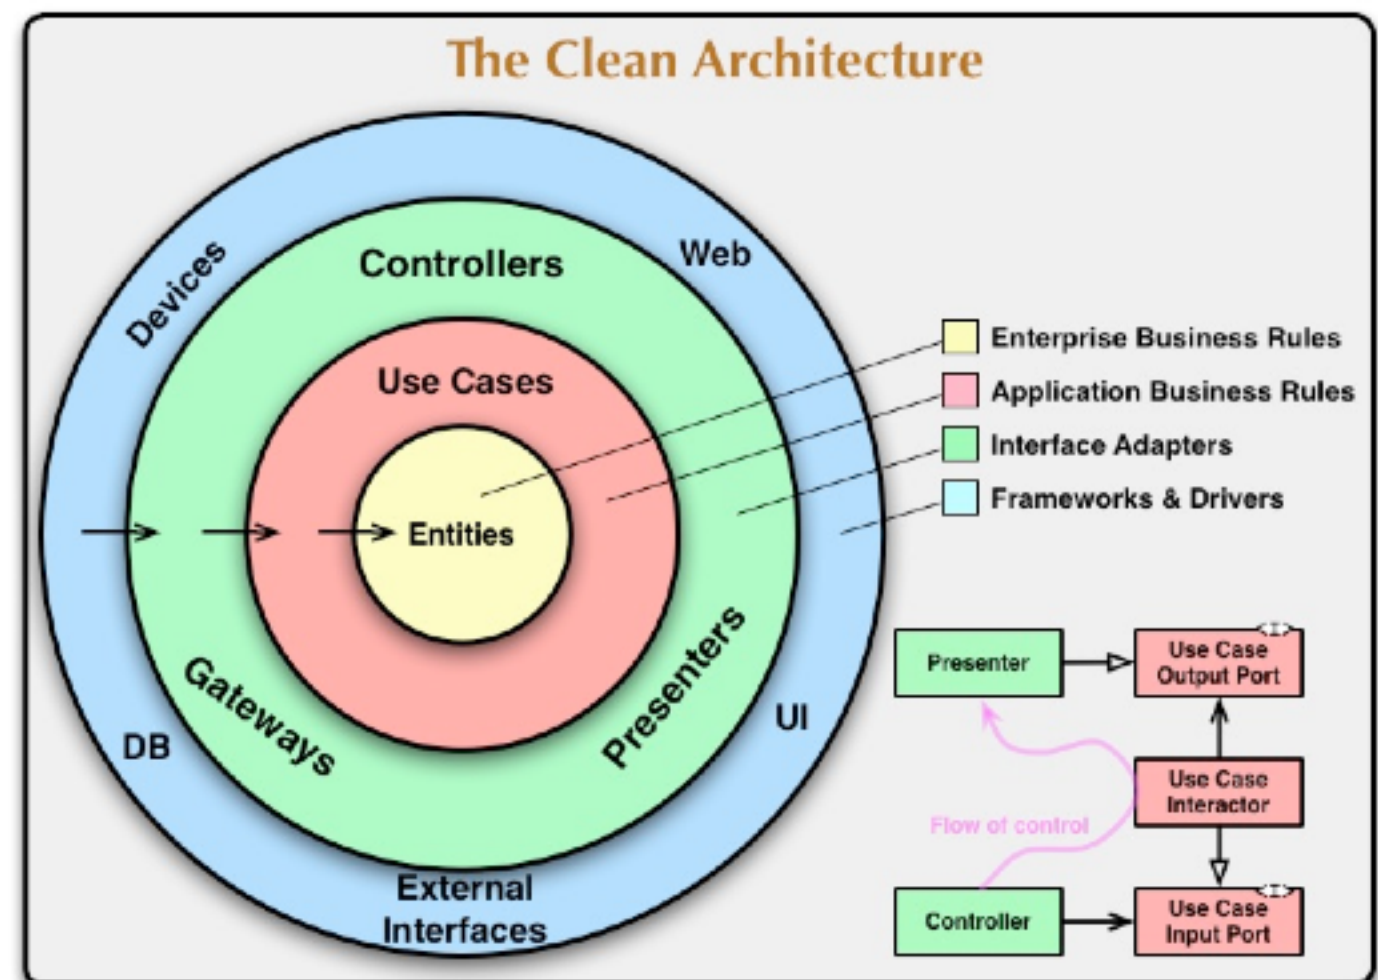 The Clean Architecture
Devices
Web
Controllers
Use Cases
Entities
Gateways
Presenters
DB
UI
External
Interfaces
Enterprise Business Rules
Application Business Rules
Interface Adapters
Frameworks & Drivers
Presenter
Use Case
Output Port
Use Case
Interactor
Flow of control
Controller
Use Case
Input Port